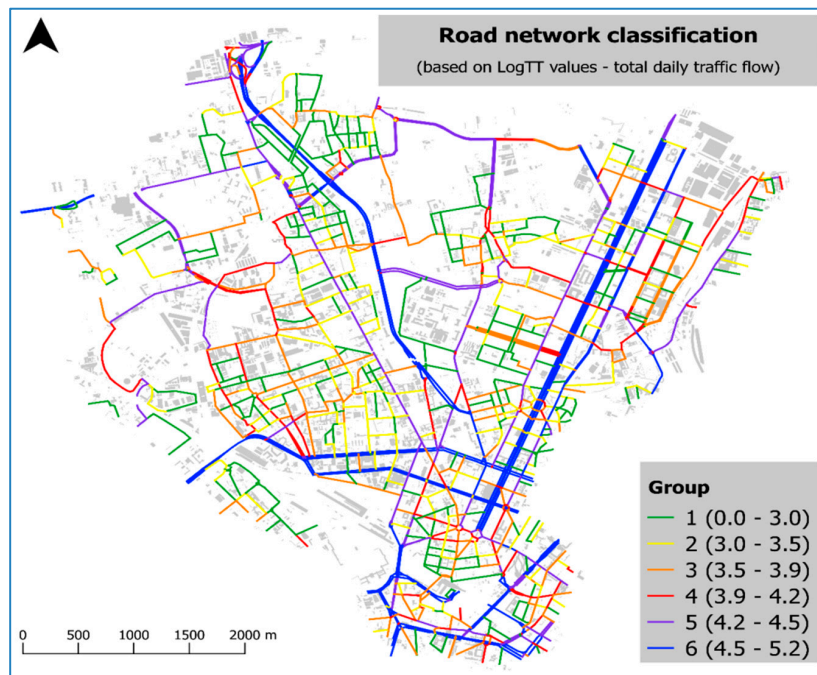 Road network classification
(based on LogTT values - total daily traffic flow)
Group
1 (0.0 - 3.0)
2 (3.0 - 3.5)
3 (3.5 - 3.9)
4 (3.9 - 4.2)
5 (4.2 - 4.5)
6 (4.5 - 5.2)
0 500 1000 1500 2000 m